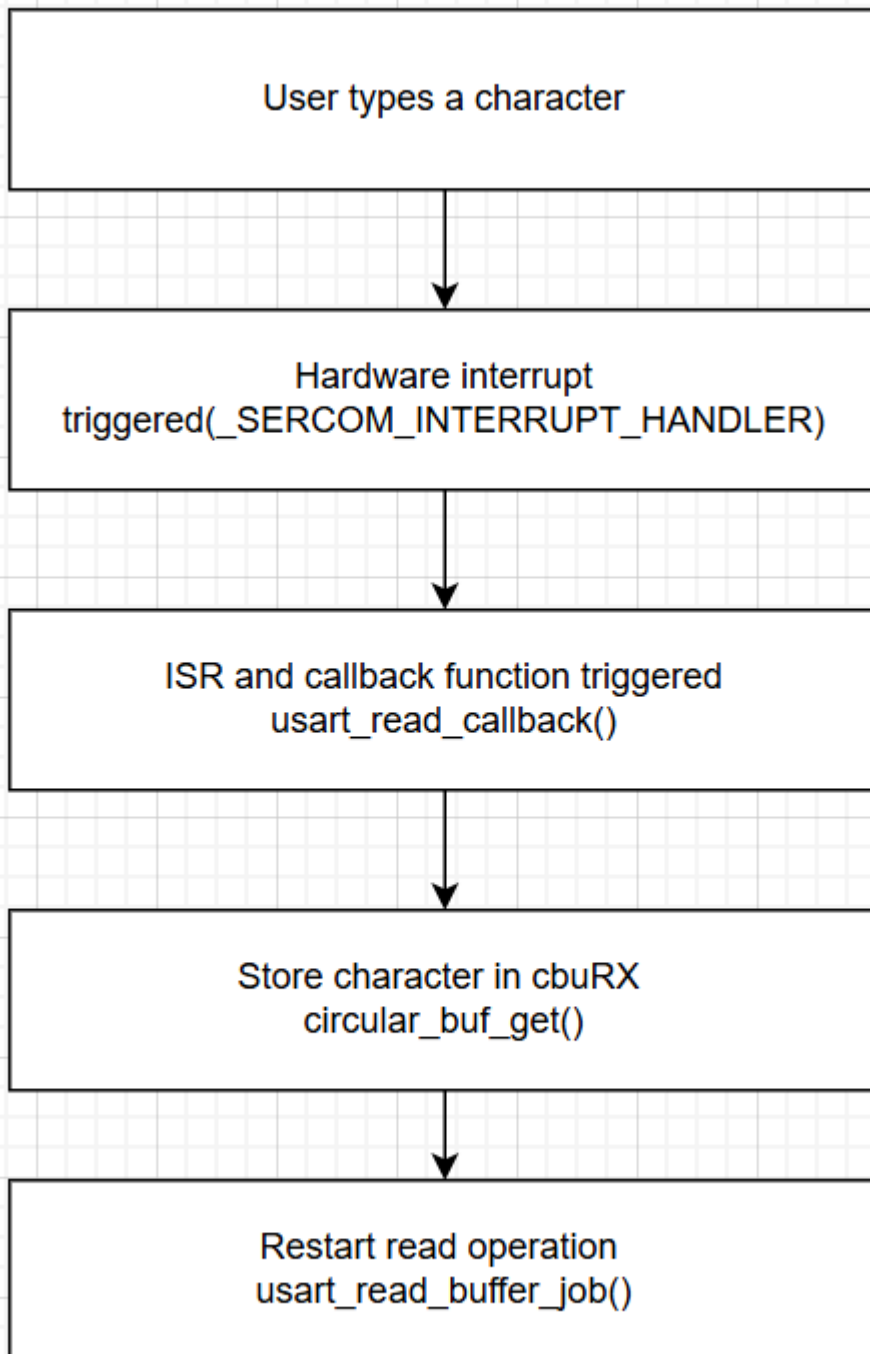 User types a character
Hardware interrupt
triggered(_SERCOM_INTERRUPT_HANDLER)
ISR and callback function triggered
usart_read_callback()
Store character in cbuRX
circular_buf_get()
Restart read operation
usart_read_buffer_job()